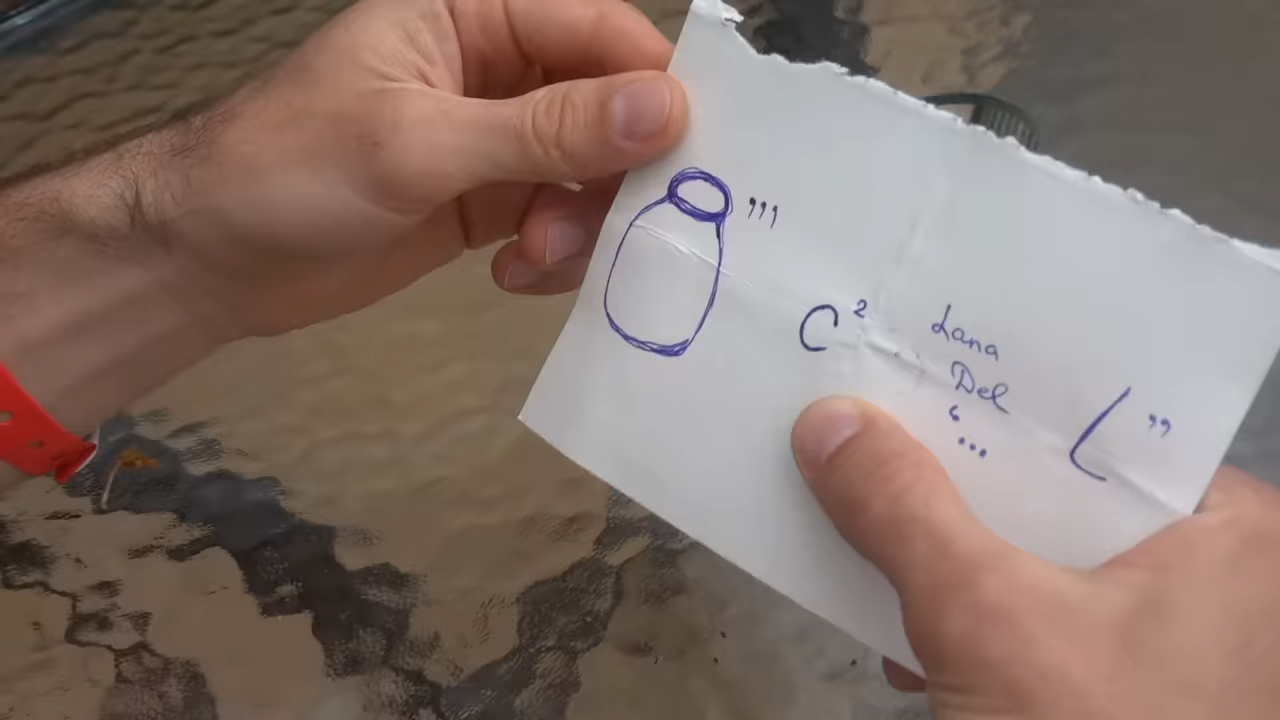 ,,,
C²
Lana
Del
‘
...
L ,,